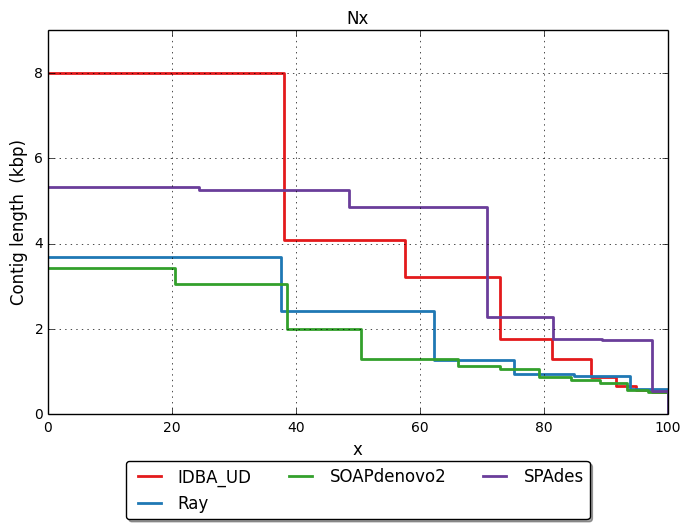 Nx
Contig length (kbp)
8
6
4
2
0
0 20 40 60 80 100
x
IDBA_UD SOAPdenovo2 SPAdes
Ray